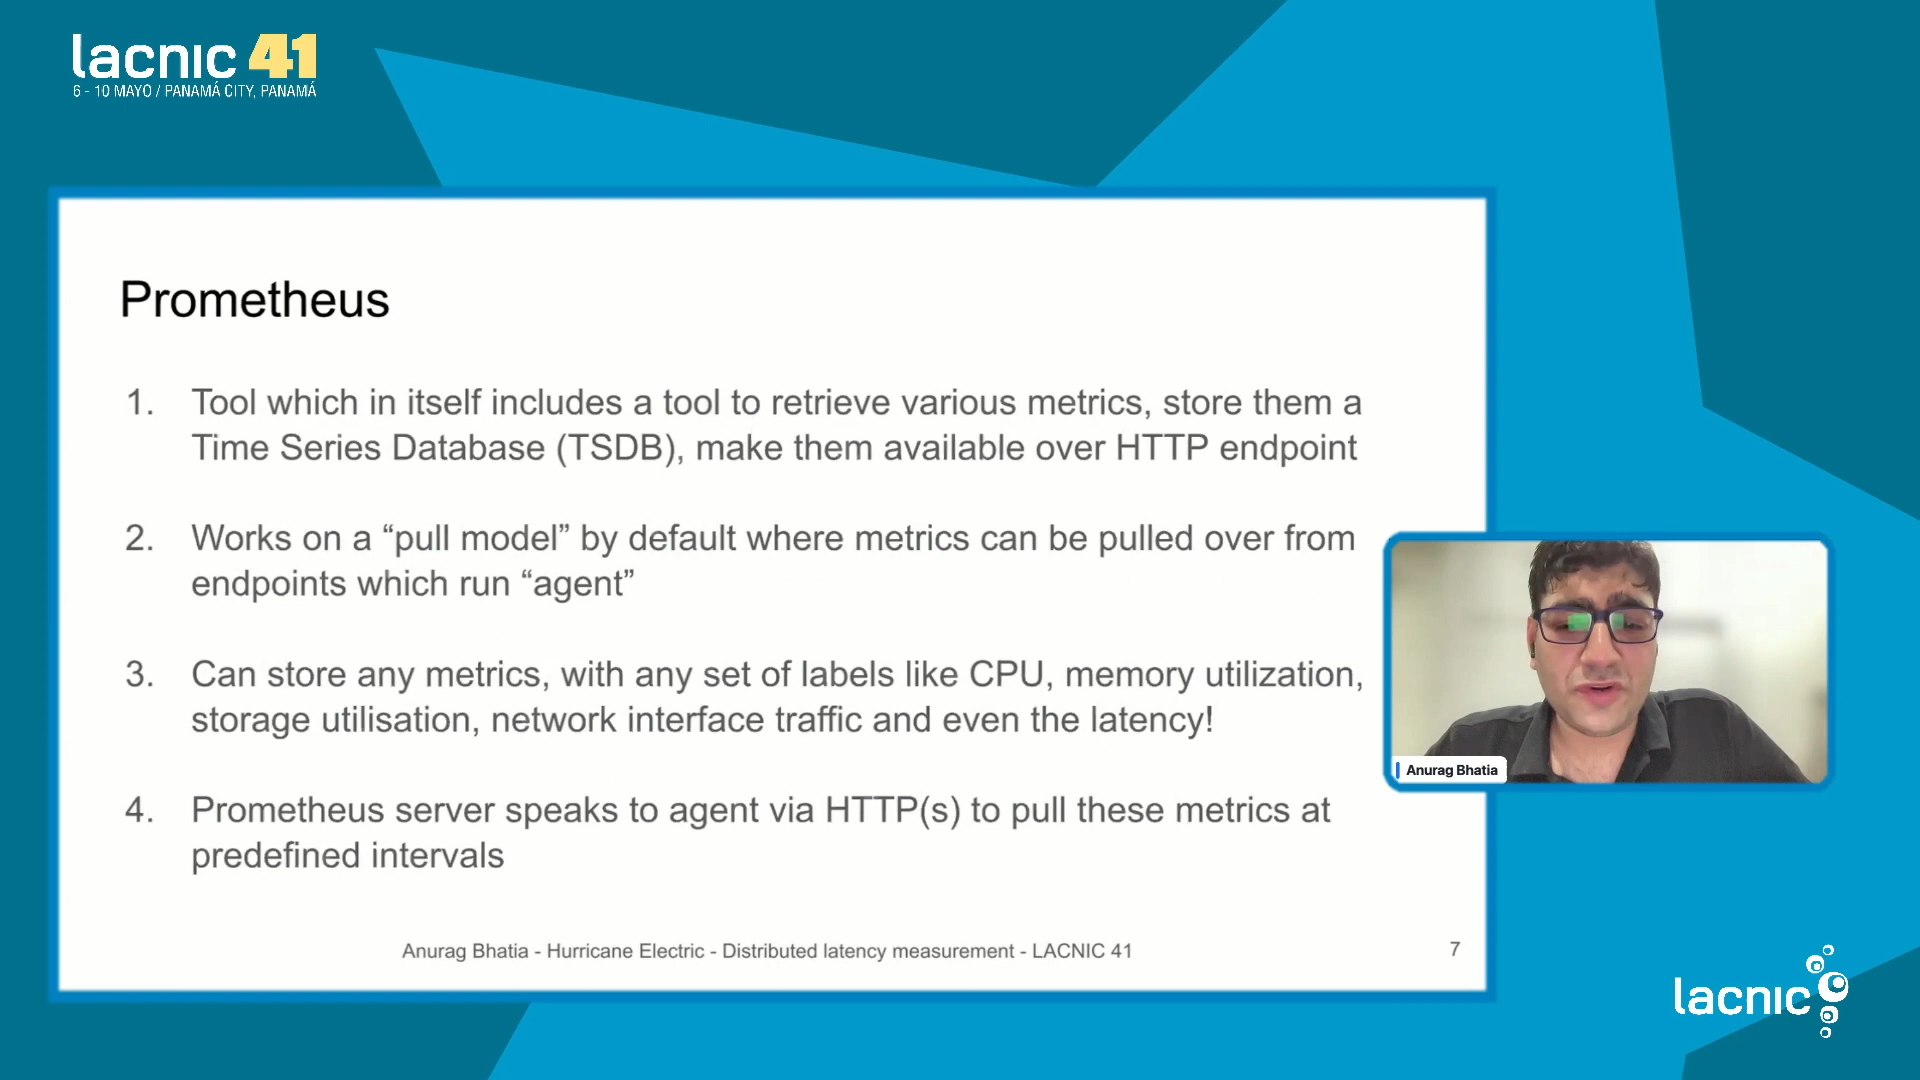 lacnic 41
6 - 10 MAYO / PANAMÁ CITY, PANAMÁ
Prometheus
1. Tool which in itself includes a tool to retrieve various metrics, store them a
Time Series Database (TSDB), make them available over HTTP endpoint
2. Works on a “pull model” by default where metrics can be pulled over from
endpoints which run “agent”
3. Can store any metrics, with any set of labels like CPU, memory utilization,
storage utilisation, network interface traffic and even the latency!
4. Prometheus server speaks to agent via HTTP(s) to pull these metrics at
predefined intervals
Anurag Bhatia - Hurricane Electric - Distributed latency measurement - LACNIC 41
7
Anurag Bhatia
lacnic